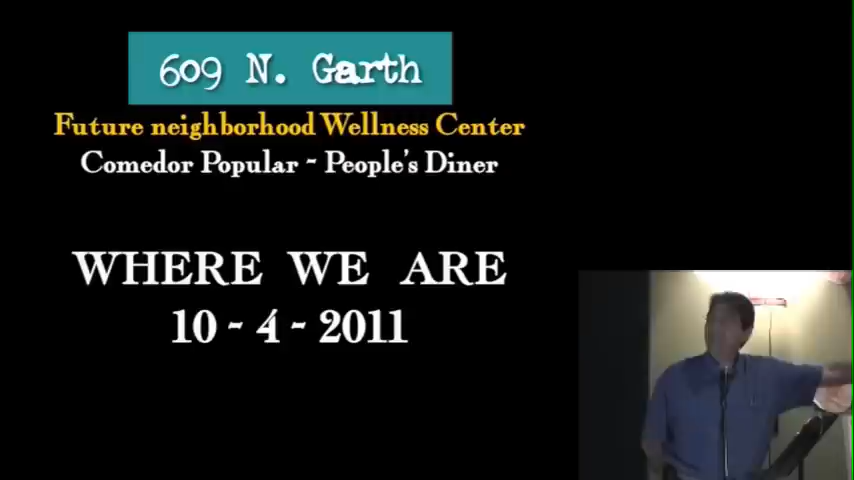 609 N. Garth
Future neighborhood Wellness Center
Comedor Popular ~ People's Diner
WHERE WE ARE
10 - 4 - 2011